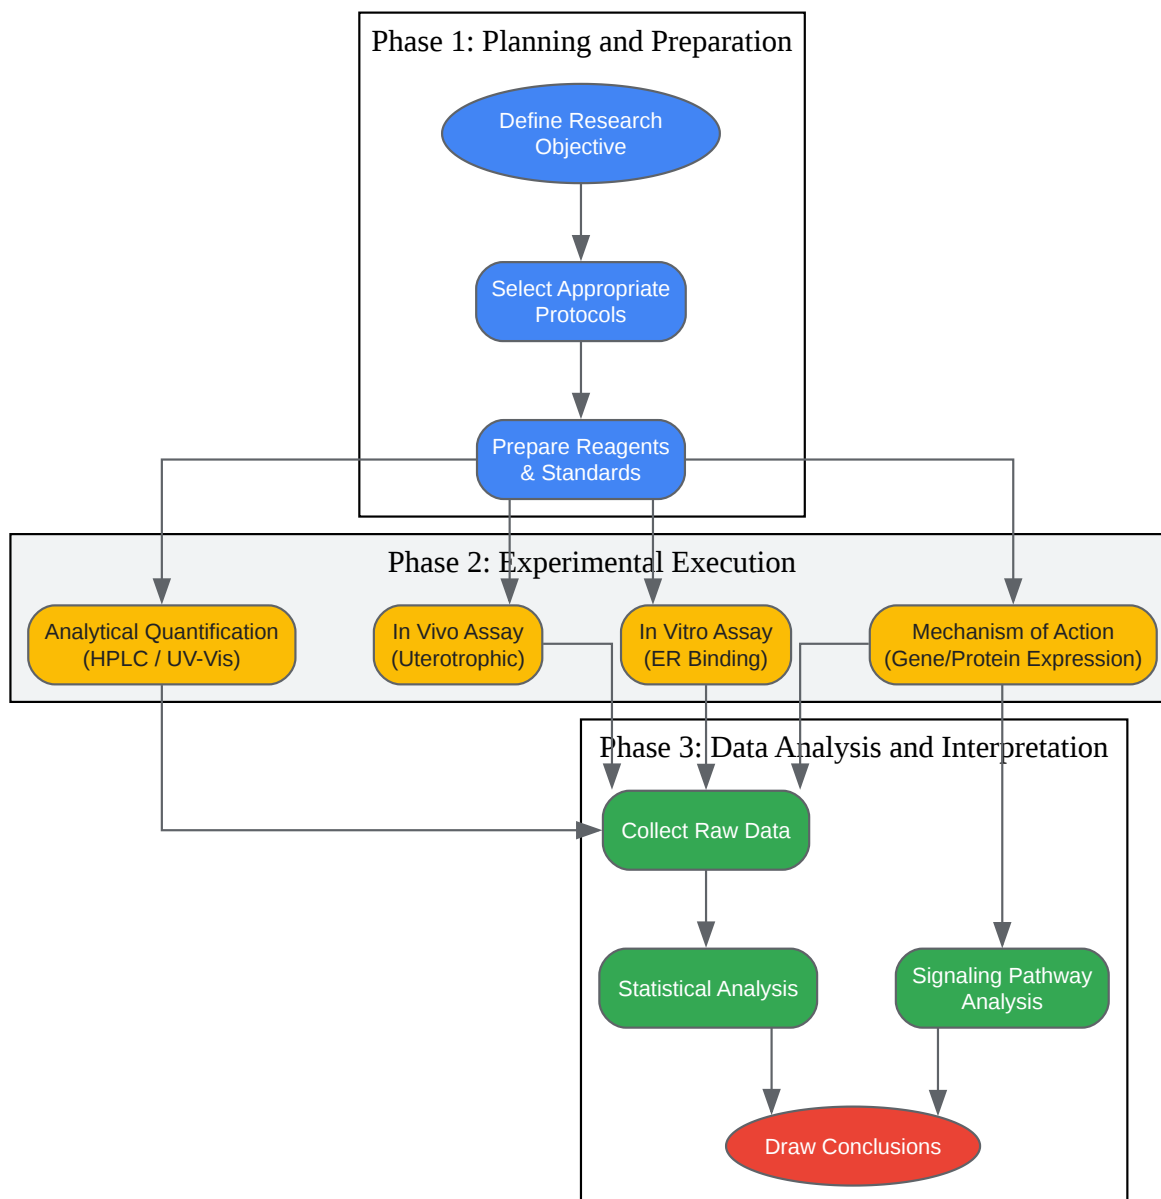 Phase 1: Planning and Preparation
Define Research
Objective
Select Appropriate
Protocols
Prepare Reagents
& Standards
Phase 2: Experimental Execution
Analytical Quantification
(HPLC / UV-Vis)
In Vivo Assay
(Uterotrophic)
In Vitro Assay
(ER Binding)
Mechanism of Action
(Gene/Protein Expression)
Phase 3: Data Analysis and Interpretation
Collect Raw Data
Statistical Analysis
Signaling Pathway
Analysis
Draw Conclusions